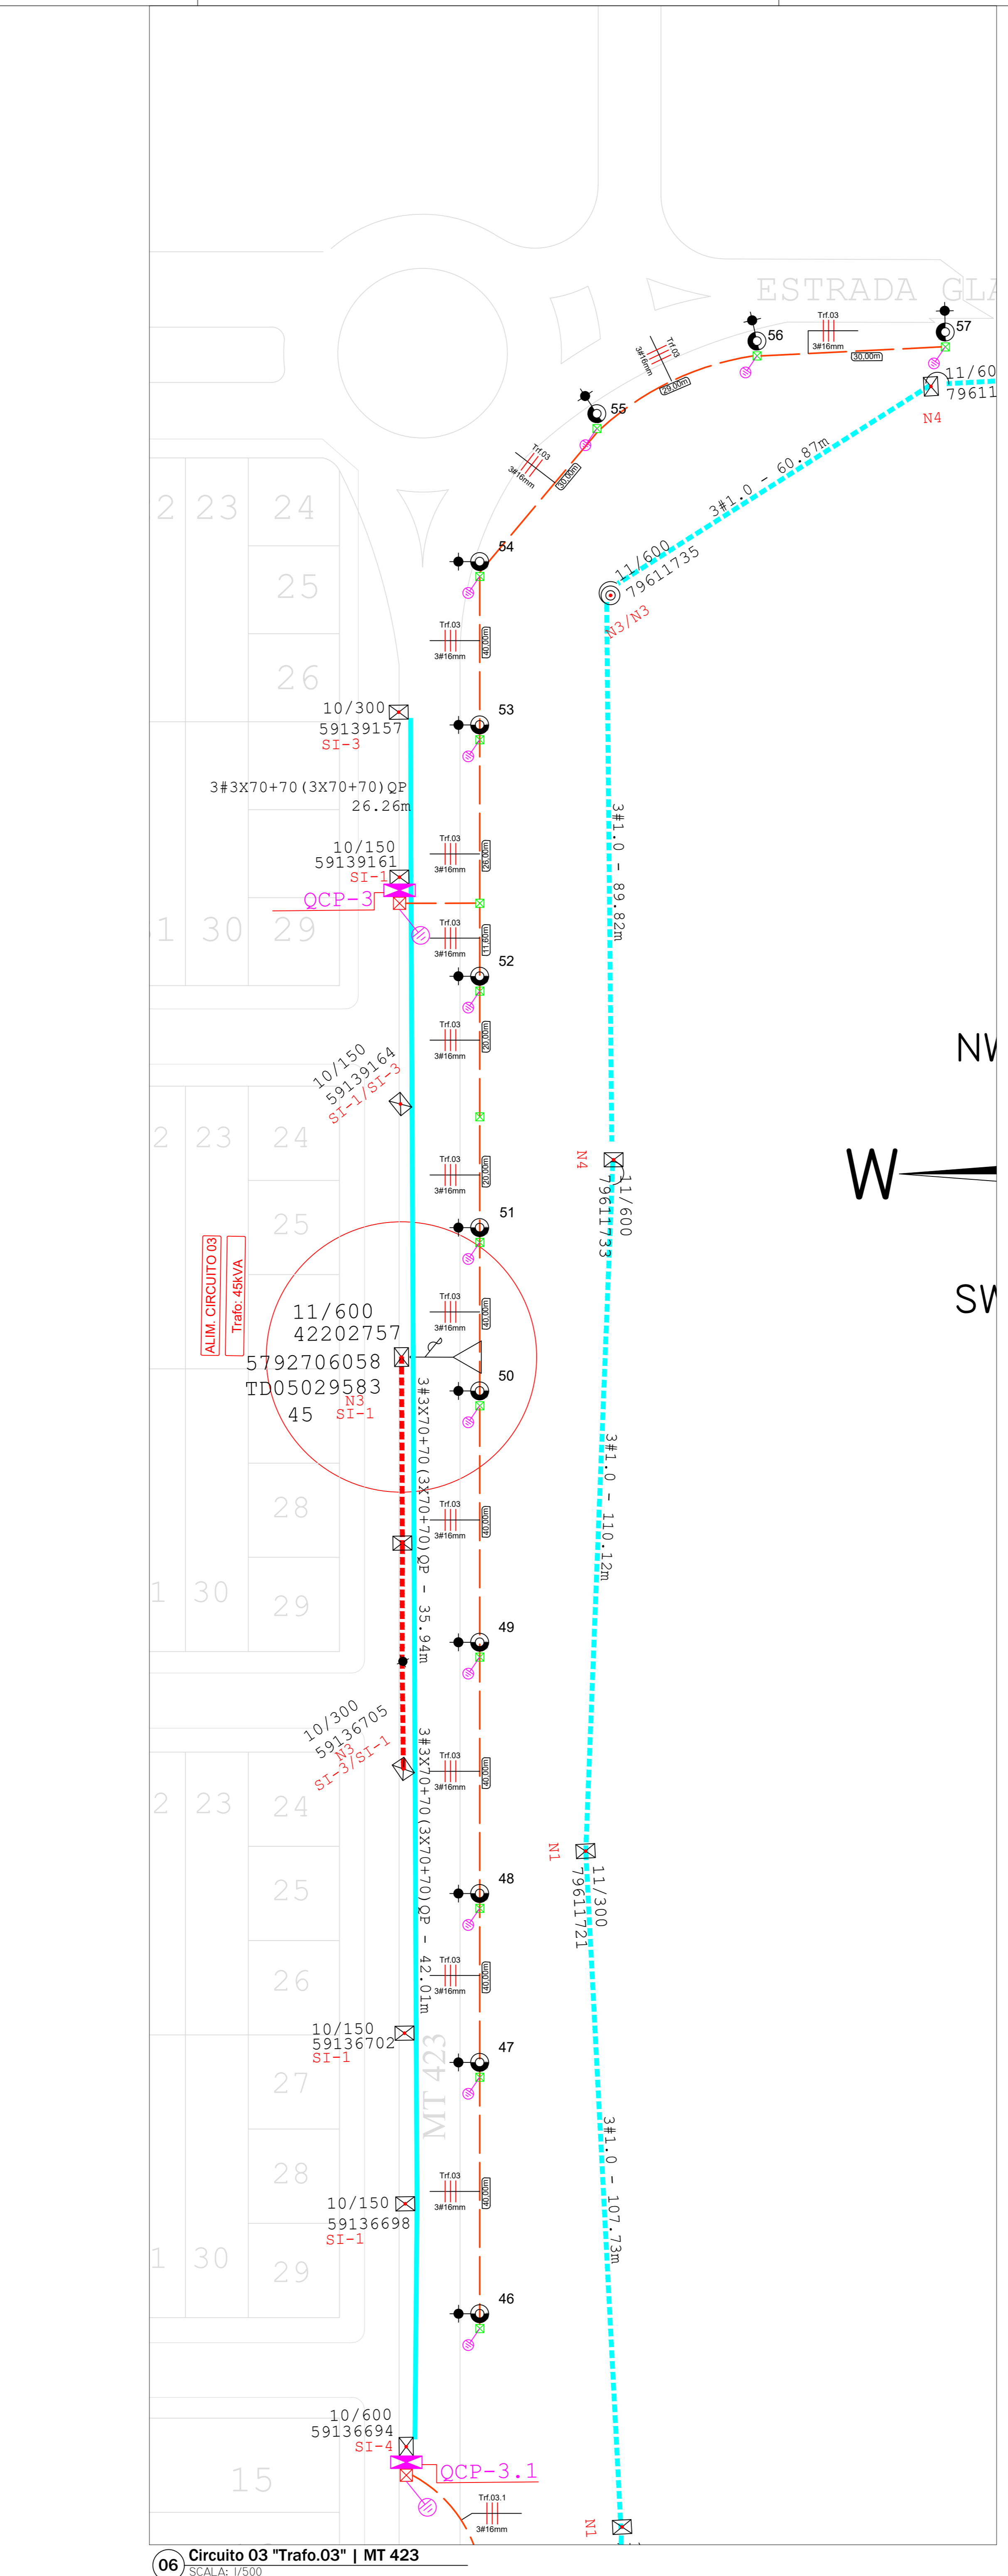 ESTRADA GLA
56
Trf.03
3#16mm
30,00m
57
11/60
79611
N4
Trf.03
3#16mm
29,00m
55
3#1.0 - 60.87m
Trf.03
3#16mm
30,00m
2 23 24
25
26
54
11/600
79611735
N3/N3
Trf.03
3#16mm
40,00m
10/300
59139157
SI-3
53
3#3X70+70(3X70+70)QP
26.26m
3#1.0 - 89.82m
10/150
59139161
SI-1
Trf.03
3#16mm
26,00m
QCP-3
30 29
Trf.03
3#16mm
11,60m
52
Trf.03
3#16mm
20,00m
NW
10/150
59139164
SI-1/SI-3
2 23 24
25
N4
11/600
79611733
W
Trf.03
3#16mm
20,00m
51
ALIM. CIRCUITO 03
Trafo: 45kVA
11/600
42202757
5792706058
TD05029583
45
N3
SI-1
Trf.03
3#16mm
40,00m
SW
50
3#3X70+70(3X70+70)QP - 35.94m
3#1.0 - 110.12m
28
29
1 30
Trf.03
3#16mm
40,00m
49
10/300
59136705
N3
SI-3/SI-1
3#3X70+70(3X70+70)QP - 42.01m
Trf.03
3#16mm
40,00m
2 23 24
25
26
27
28
29
1 30
N1
11/300
79611721
48
Trf.03
3#16mm
40,00m
10/150
59136702
SI-1
MT 423
47
3#1.0 - 107.73m
Trf.03
3#16mm
40,00m
10/150
59136698
SI-1
46
10/600
59136694
SI-4
QCP-3.1
15
Trf.03.1
3#16mm
N1
06
Circuito 03 "Trafo.03" | MT 423
SCALA: 1/500